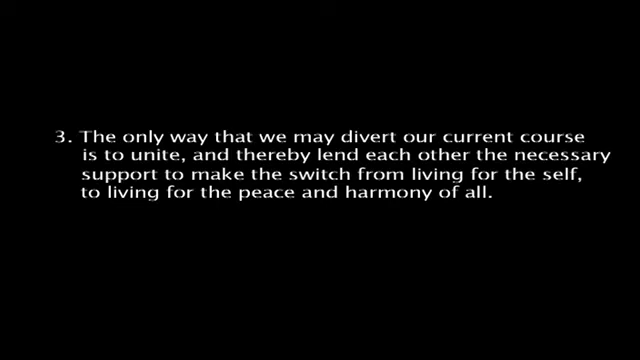 3. The only way that we may divert our current course
is to unite, and thereby lend each other the necessary
support to make the switch from living for the self,
to living for the peace and harmony of all.